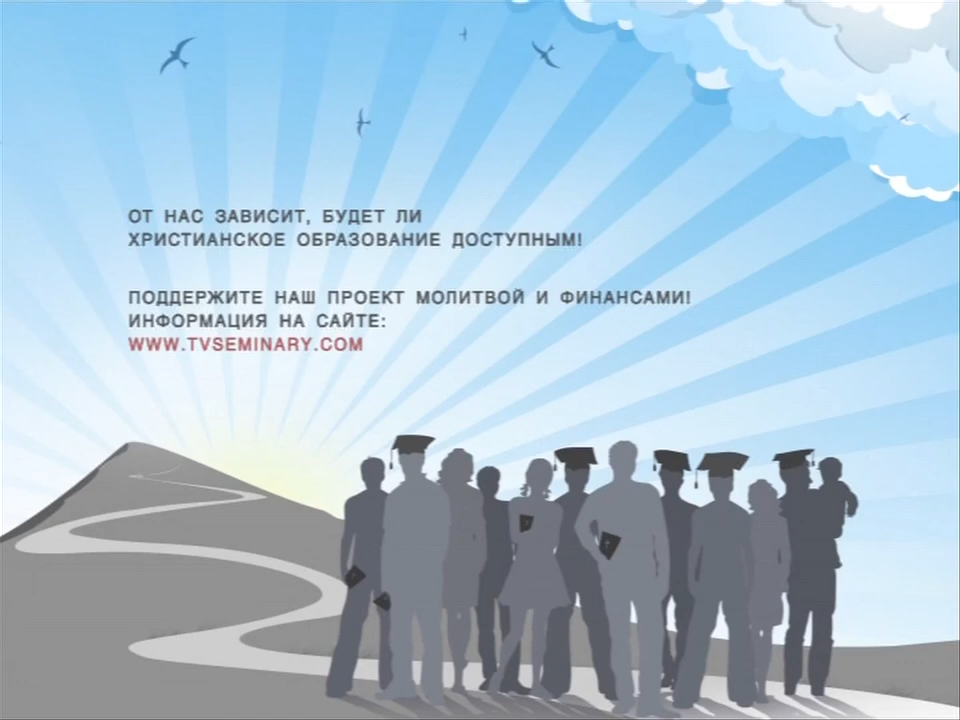 ОТ НАС ЗАВИСИТ, БУДЕТ ЛИ
ХРИСТИАНСКОЕ ОБРАЗОВАНИЕ ДОСТУПНЫМ!
ПОДДЕРЖИТЕ НАШ ПРОЕКТ МОЛИТВОЙ И ФИНАНСАМИ!
ИНФОРМАЦИЯ НА САЙТЕ:
WWW.TVSEMINARY.COM